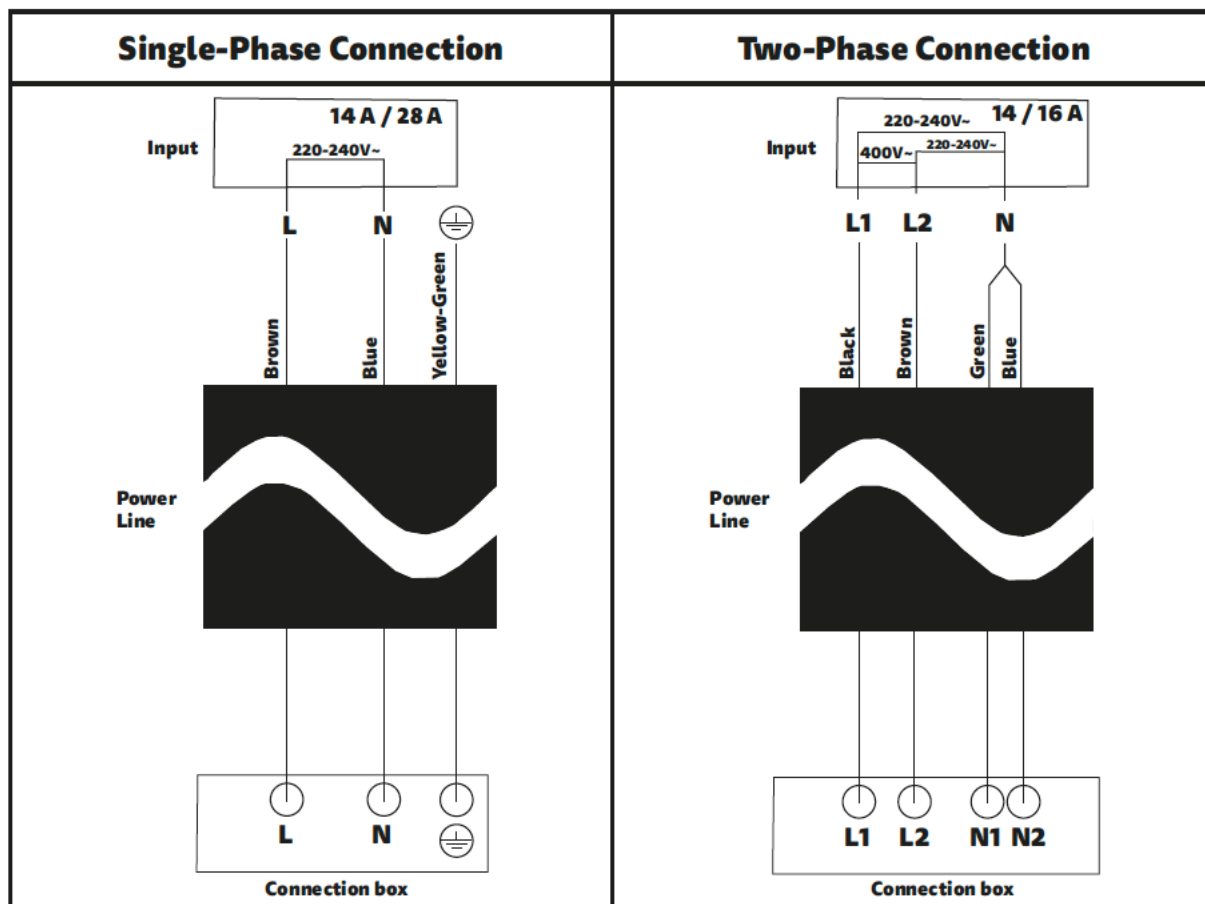 Single-Phase Connection
Two-Phase Connection
14 A / 28 A
Input
220-240V~
L
N
Brown
Blue
Yellow-Green
Power
Line
L
N
Connection box
14 / 16 A
220-240V~
Input
400V~
220-240V~
L1
L2
N
Black
Brown
Green
Blue
Power
Line
L1
L2
N1
N2
Connection box